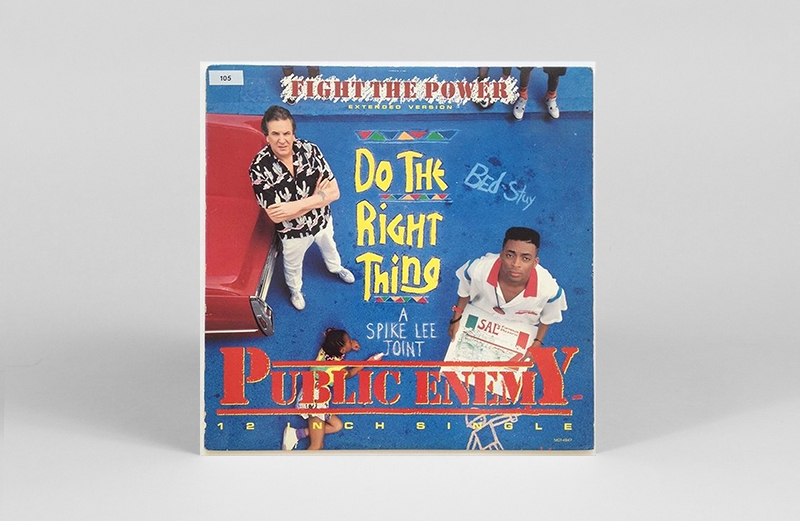 105
FIGHT THE POWER
EXTENDED VERSION
DO THE
RIGHT
THING
BED-Stuy
A
SPIKE LEE
JOINT
SAL'S
PUBLIC ENEMY
12 INCH SINGLE